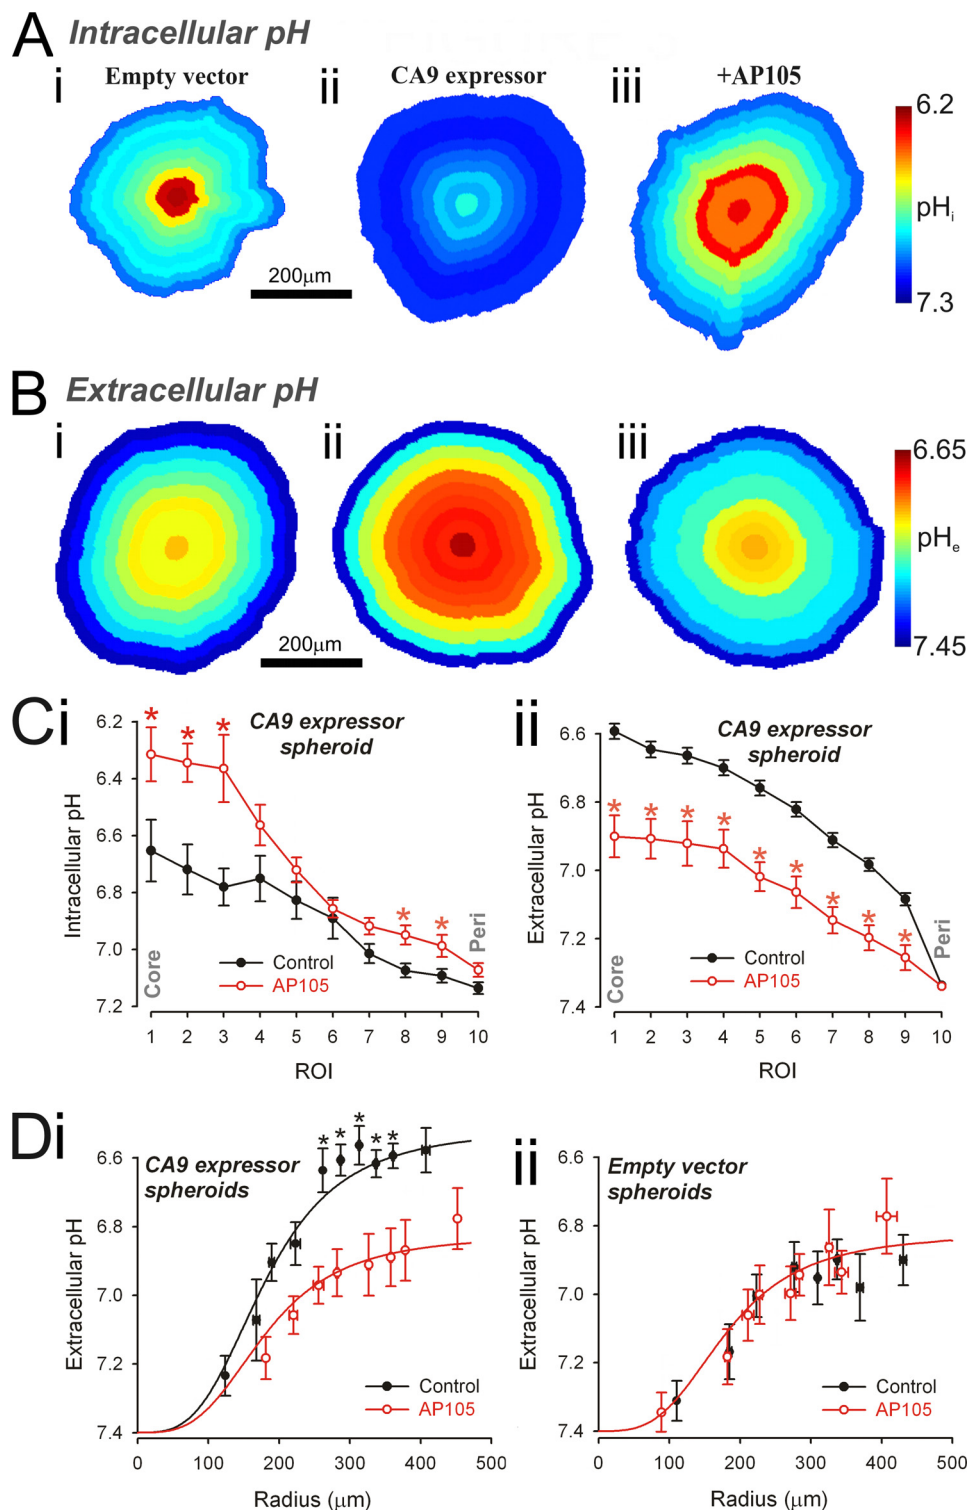 A Intracellular pH
i Empty vector ii CA9 expressor iii +AP105
6.2
pHi
7.3
200μm
B Extracellular pH
i ii iii
6.65
pHe
7.45
200μm
Ci
CA9 expressor
spheroid
Intracellular pH
6.2
6.4
6.6
6.8
7.0
7.2
* * * * *
Core
Peri
Control
AP105
1 2 3 4 5 6 7 8 9 10
ROI
ii
CA9 expressor
spheroid
Extracellular pH
6.6
6.8
7.0
7.2
7.4
* * * * * * * * *
Core
Peri
Control
AP105
1 2 3 4 5 6 7 8 9 10
ROI
Di
CA9 expressor
spheroids
Extracellular pH
6.6
6.8
7.0
7.2
7.4
* * * * *
Control
AP105
0 100 200 300 400 500
Radius (μm)
ii
Empty vector
spheroids
Extracellular pH
6.6
6.8
7.0
7.2
7.4
Control
AP105
0 100 200 300 400 500
Radius (μm)